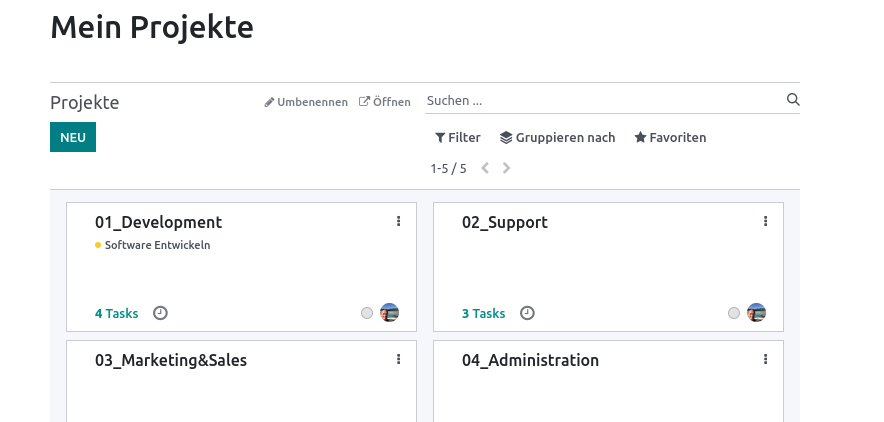 Mein Projekte
Projekte
Umbenennen Öffnen
Suchen ...
NEU
Filter Gruppieren nach Favoriten
1-5 / 5
01_Development
Software Entwickeln
4 Tasks
02_Support
3 Tasks
03_Marketing&Sales
04_Administration